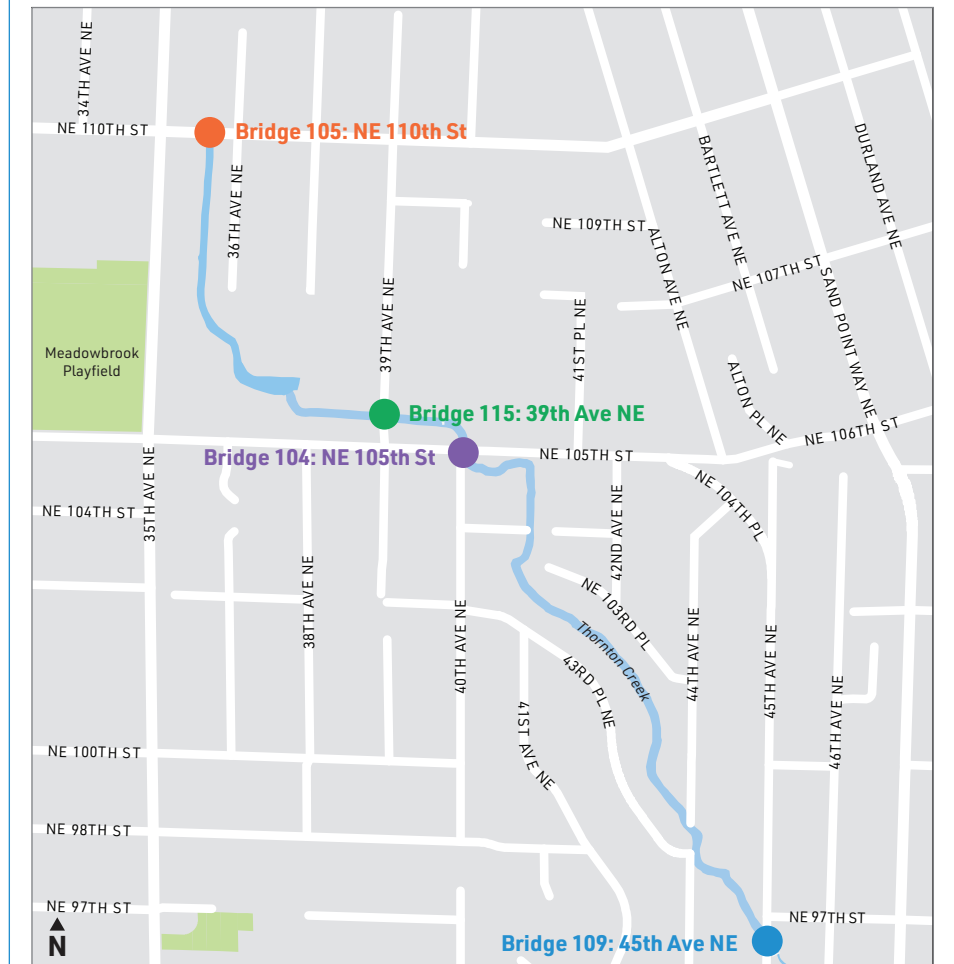 34TH AVE NE
NE 110TH ST
Bridge 105: NE 110th St
36TH AVE NE
BARTLETT AVE NE
DURLAND AVE NE
NE 109TH ST
ALTON AVE NE
NE 107TH ST
SAND POINT WAY NE
39TH AVE NE
41ST PL NE
Meadowbrook
Playfield
ALTON PL NE
Bridge 115: 39th Ave NE
NE 106TH ST
Bridge 104: NE 105th St
NE 105TH ST
35TH AVE NE
NE 104TH PL
NE 104TH ST
42ND AVE NE
38TH AVE NE
NE 103RD PL
40TH AVE NE
Thornton Creek
44TH AVE NE
45TH AVE NE
43RD PL NE
46TH AVE NE
41ST AVE NE
NE 100TH ST
NE 98TH ST
NE 97TH ST
NE 97TH ST
N
Bridge 109: 45th Ave NE